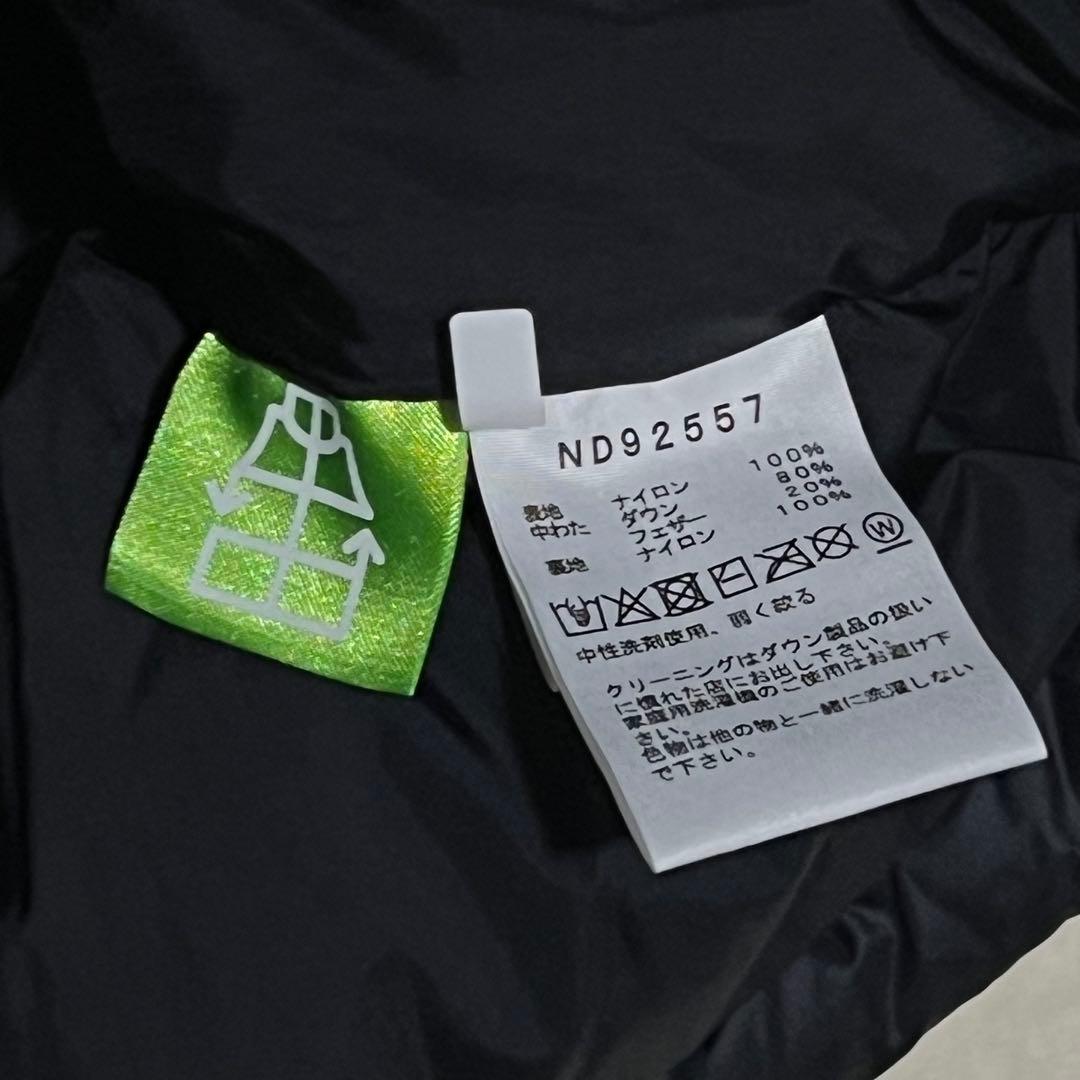 ND92557
表地 ナイロン 100%
中わた ダウン 80%
フェザー 20%
裏地 ナイロン 100%
W
中性洗剤使用、弱く絞る
クリーニングはダウン製品の扱い
に慣れた店にお出し下さい。
家庭用洗濯機のご使用はお避け下
さい。
色物は他の物と一緒に洗濯しない
で下さい。